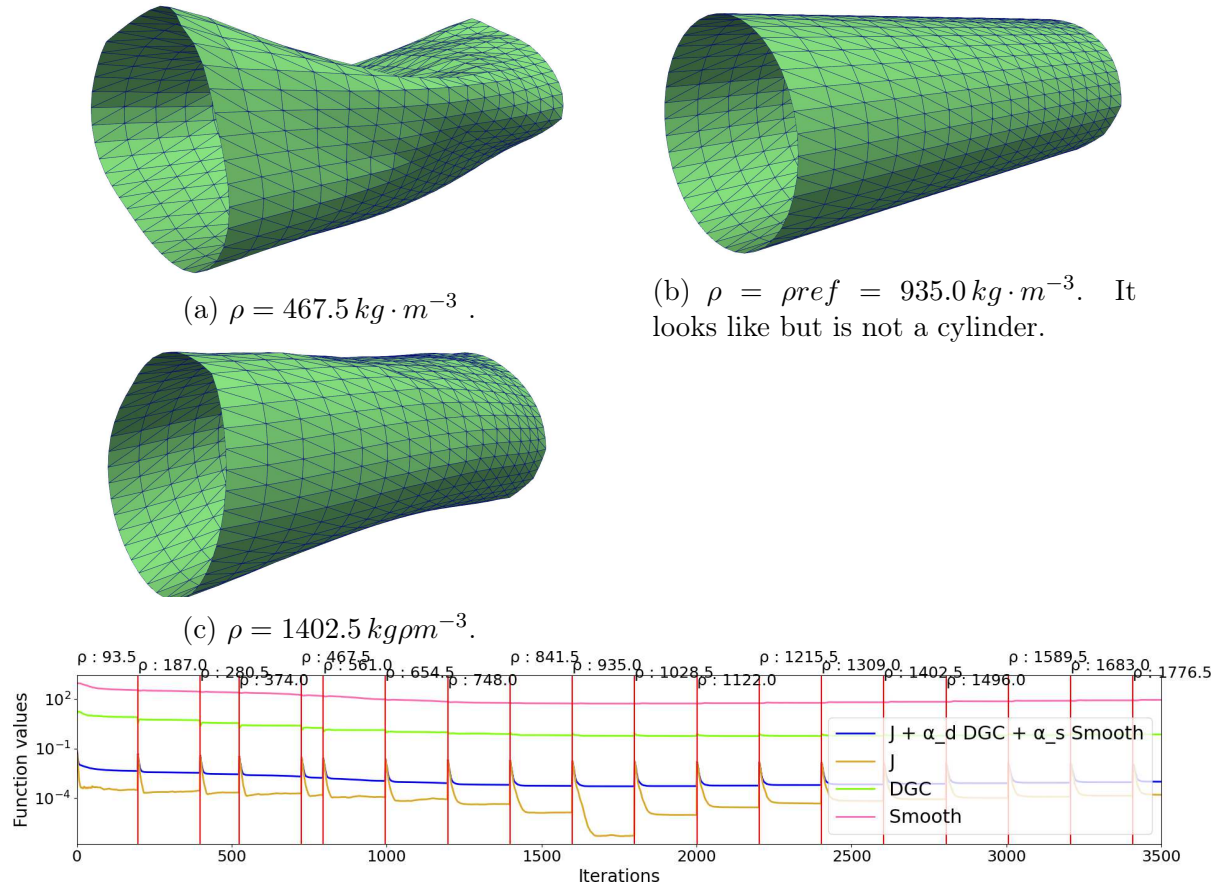 (a) ρ = 467.5 kg · m⁻³ .
(b) ρ = ρref = 935.0 kg · m⁻³. It
looks like but is not a cylinder.
(c) ρ = 1402.5 kgρm⁻³.
ρ : 93.5
ρ : 187.0
ρ : 280.5
ρ : 374.0
ρ : 467.5
ρ : 561.0
ρ : 654.5
ρ : 748.0
ρ : 841.5
ρ : 935.0
ρ : 1028.5
ρ : 1122.0
ρ : 1215.5
ρ : 1309.0
ρ : 1402.5
ρ : 1496.0
ρ : 1589.5
ρ : 1683.0
ρ : 1776.5
Function values
10²
10⁻¹
10⁻⁴
J + α_d DGC + α_s Smooth
J
DGC
Smooth
0 500 1000 1500 2000 2500 3000 3500
Iterations